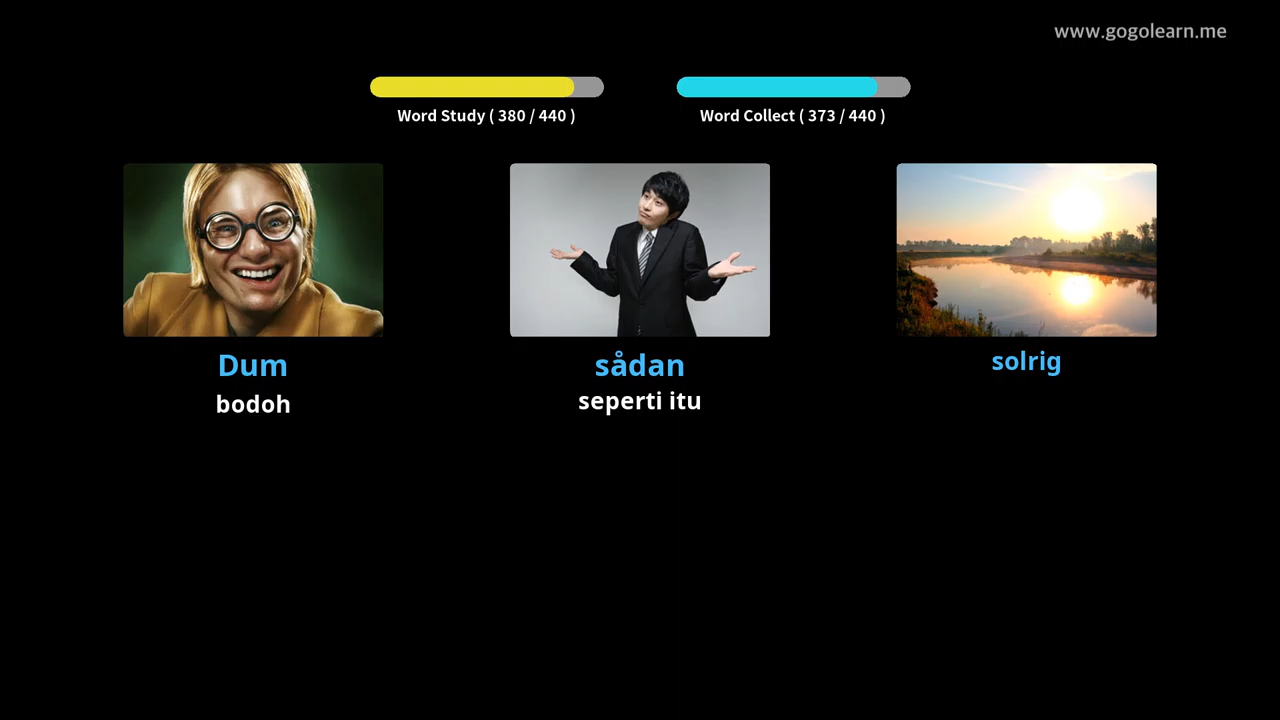 www.gogolearn.me
Word Study ( 380 / 440 )
Word Collect ( 373 / 440 )
Dum
bodoh
sådan
seperti itu
solrig